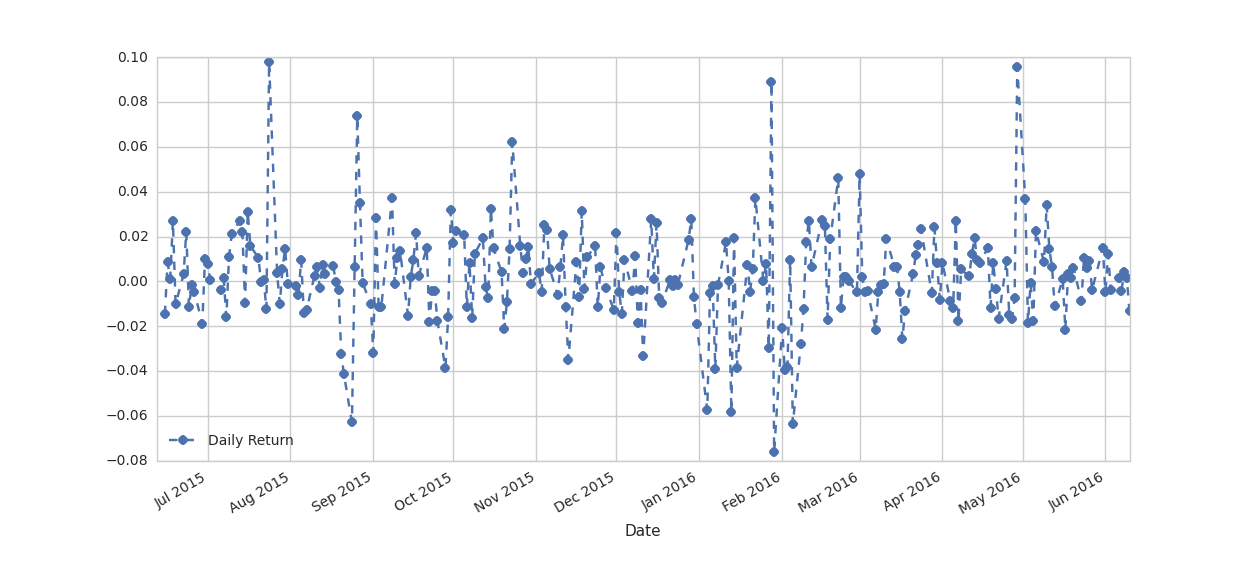 0.10
0.08
0.06
0.04
0.02
0.00
−0.02
−0.04
−0.06
−0.08
Daily Return
Jul 2015
Aug 2015
Sep 2015
Oct 2015
Nov 2015
Dec 2015
Jan 2016
Feb 2016
Mar 2016
Apr 2016
May 2016
Jun 2016
Date